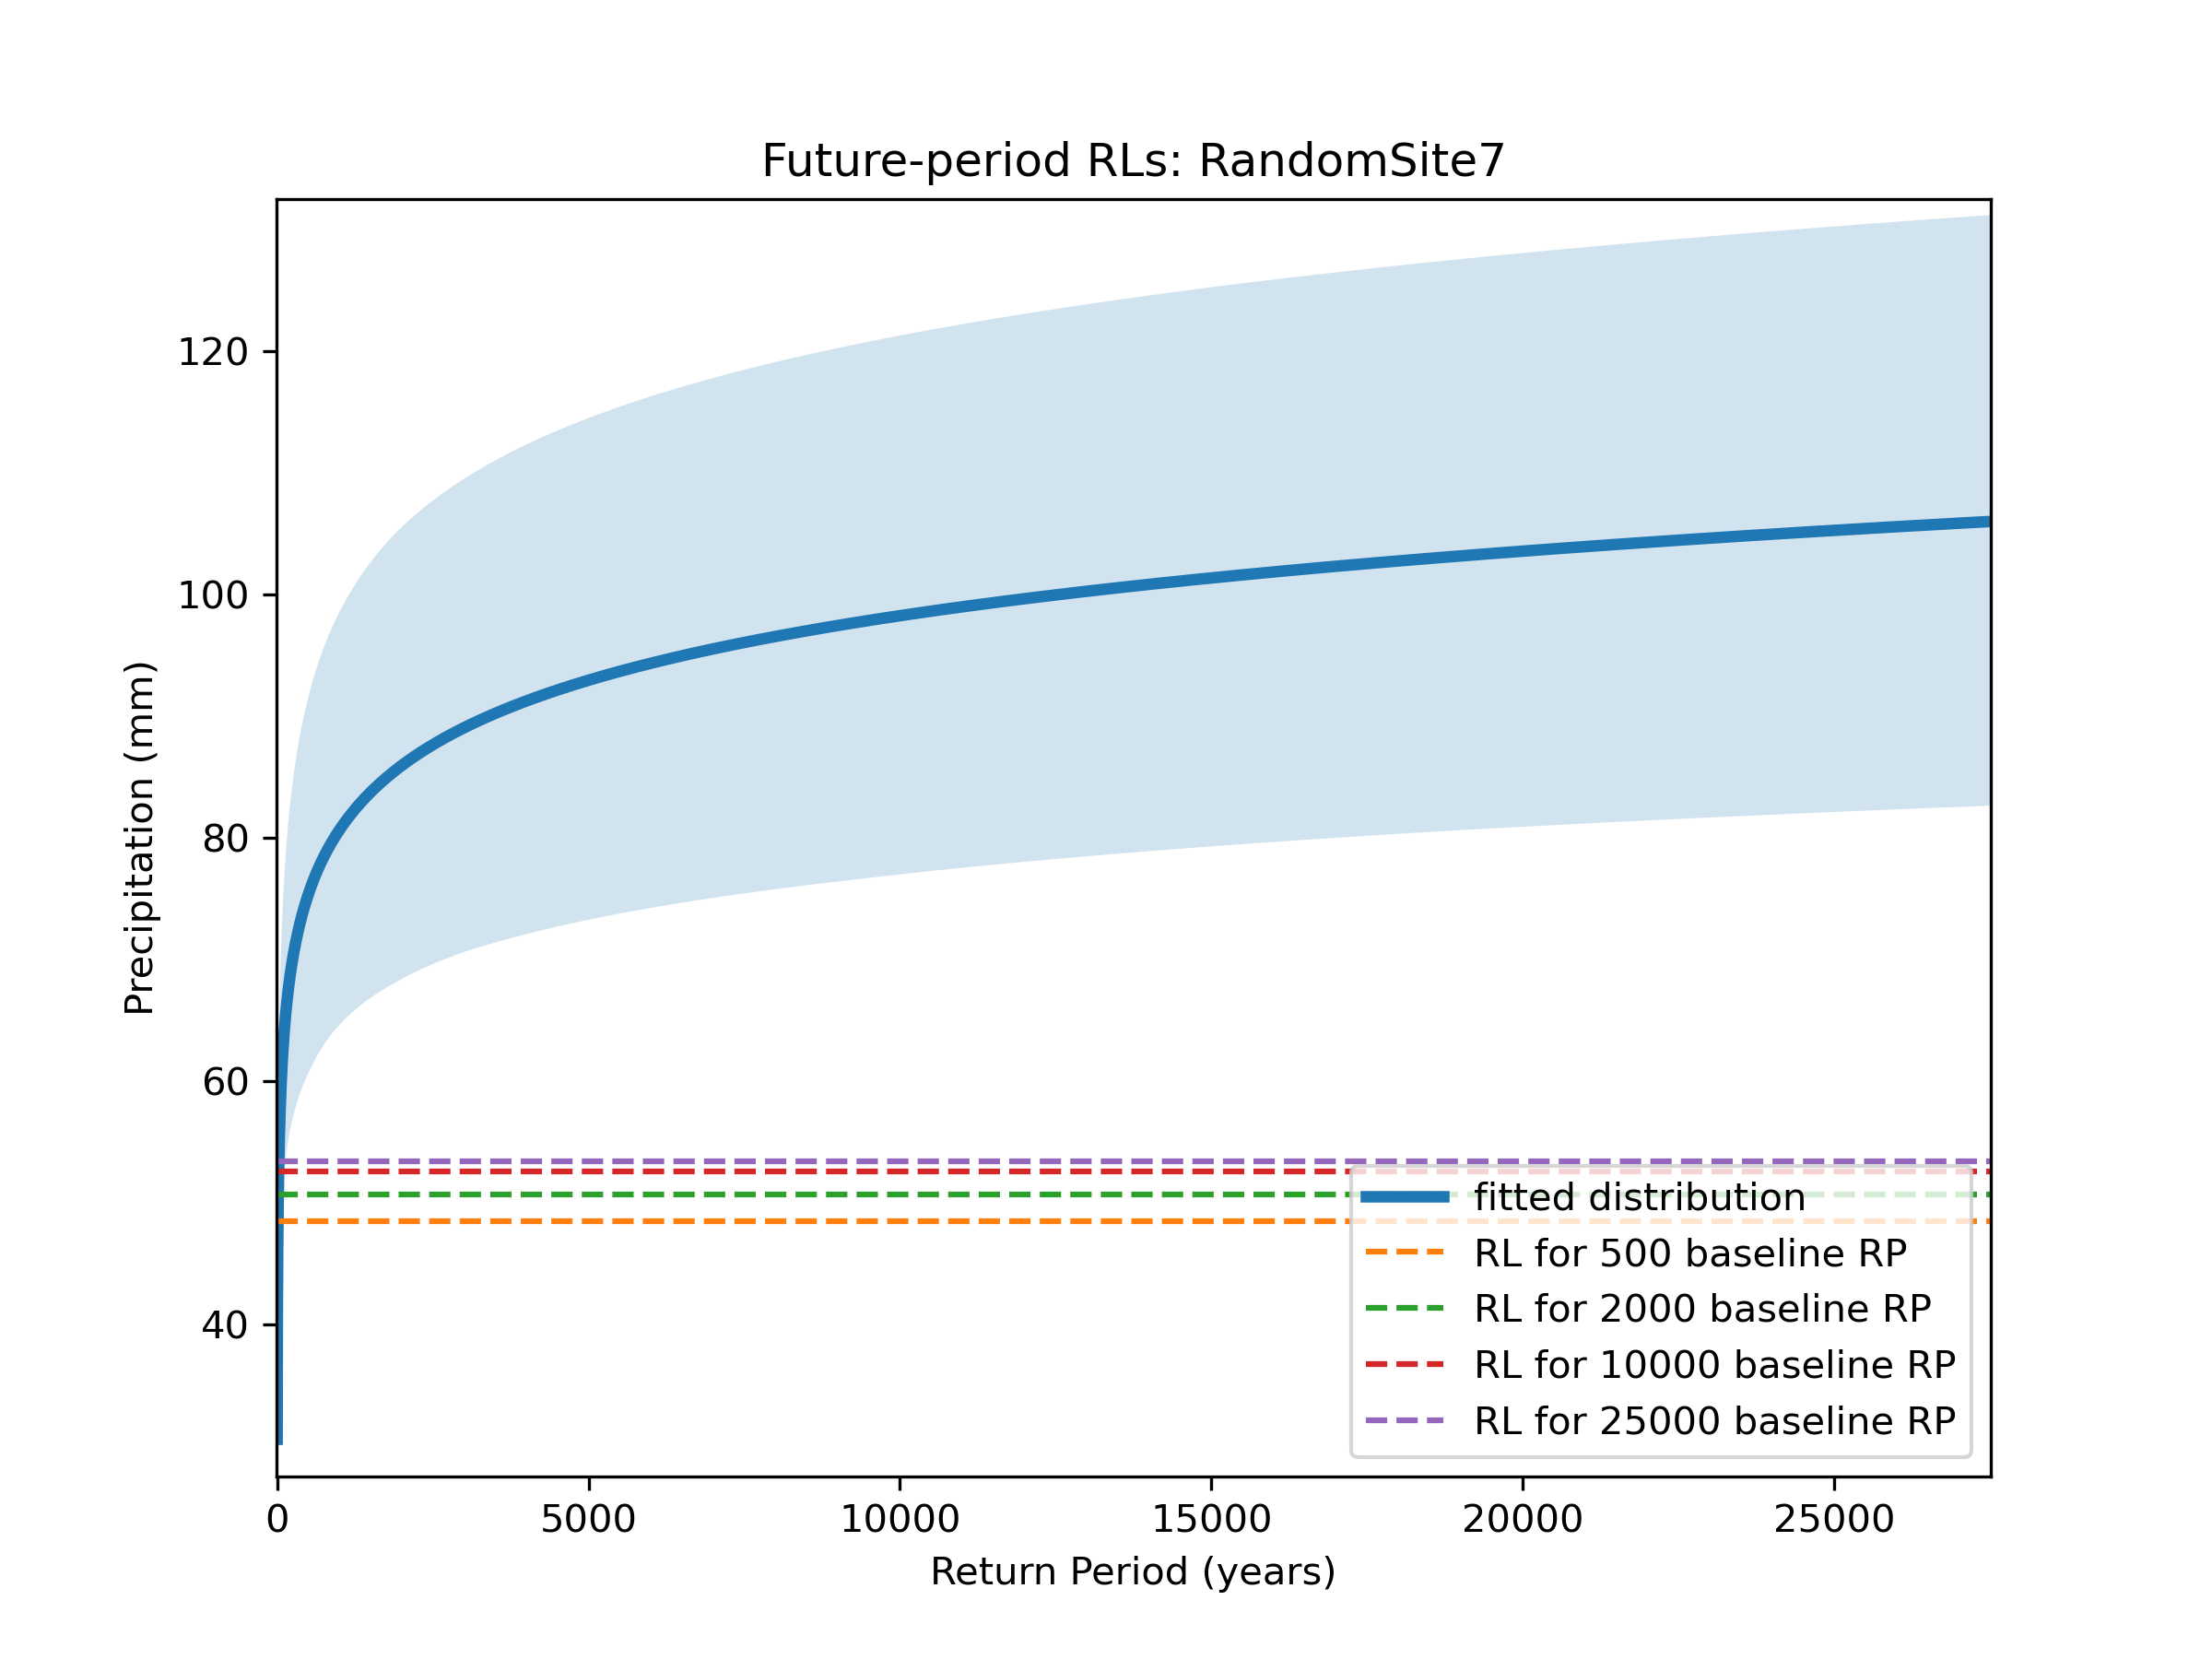 Future-period RLs: RandomSite7
120
100
80
60
40
Precipitation (mm)
fitted distribution
RL for 500 baseline RP
RL for 2000 baseline RP
RL for 10000 baseline RP
RL for 25000 baseline RP
0 5000 10000 15000 20000 25000
Return Period (years)